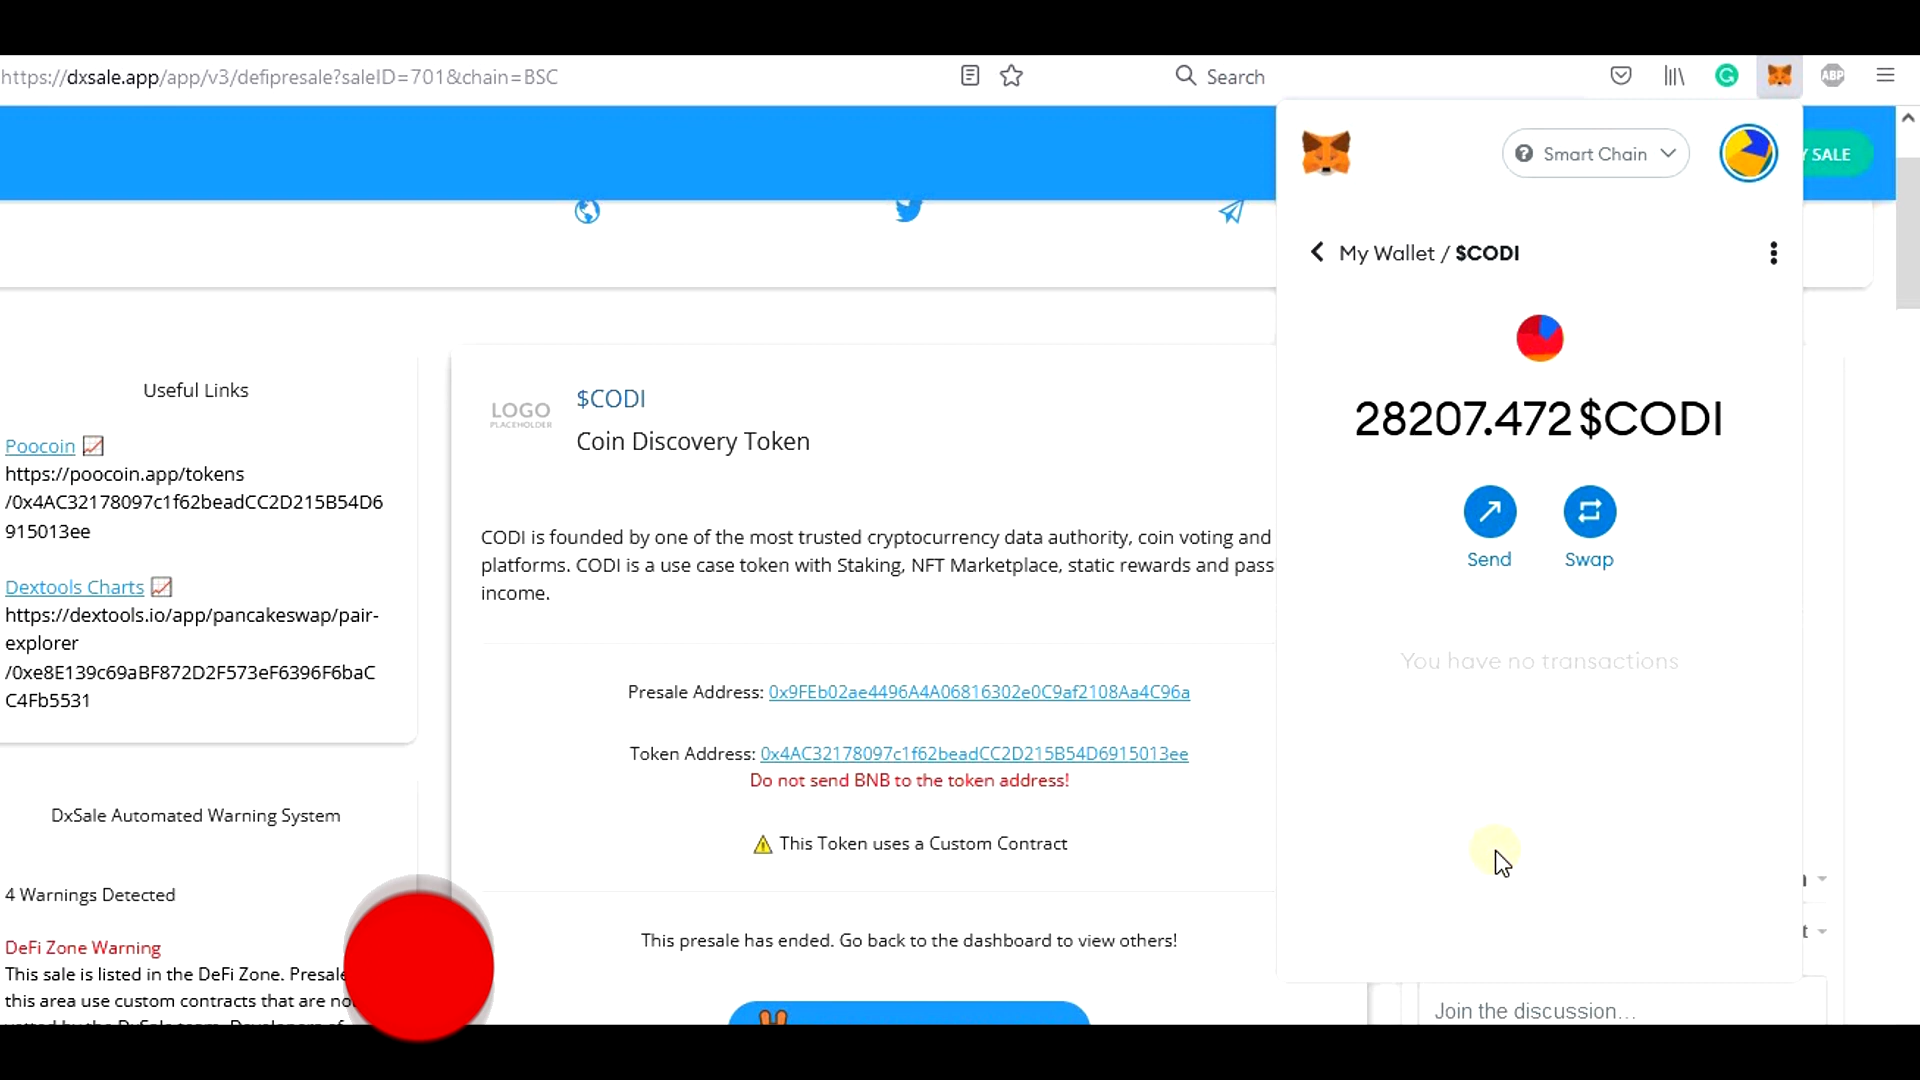 https://dxsale.app/app/v3/defipresale?saleID=701&chain=BSC
Search
ABP
Smart Chain
SALE
My Wallet / $CODI
28207.472 $CODI
Send
Swap
You have no transactions
Useful Links
Poocoin
https://poocoin.app/tokens
/0x4AC32178097c1f62beadCC2D215B54D6
915013ee
Dextools Charts
https://dextools.io/app/pancakeswap/pair-
explorer
/0xe8E139c69aBF872D2F573eF6396F6baC
C4Fb5531
DxSale Automated Warning System
4 Warnings Detected
DeFi Zone Warning
This sale is listed in the DeFi Zone. Presale
this area use custom contracts that are no
LOGO
PLACEHOLDER
$CODI
Coin Discovery Token
CODI is founded by one of the most trusted cryptocurrency data authority, coin voting and
platforms. CODI is a use case token with Staking, NFT Marketplace, static rewards and pass
income.
Presale Address: 0x9FEb02ae4496A4A06816302e0C9af2108Aa4C96a
Token Address: 0x4AC32178097c1f62beadCC2D215B54D6915013ee
Do not send BNB to the token address!
This Token uses a Custom Contract
This presale has ended. Go back to the dashboard to view others!
Join the discussion...